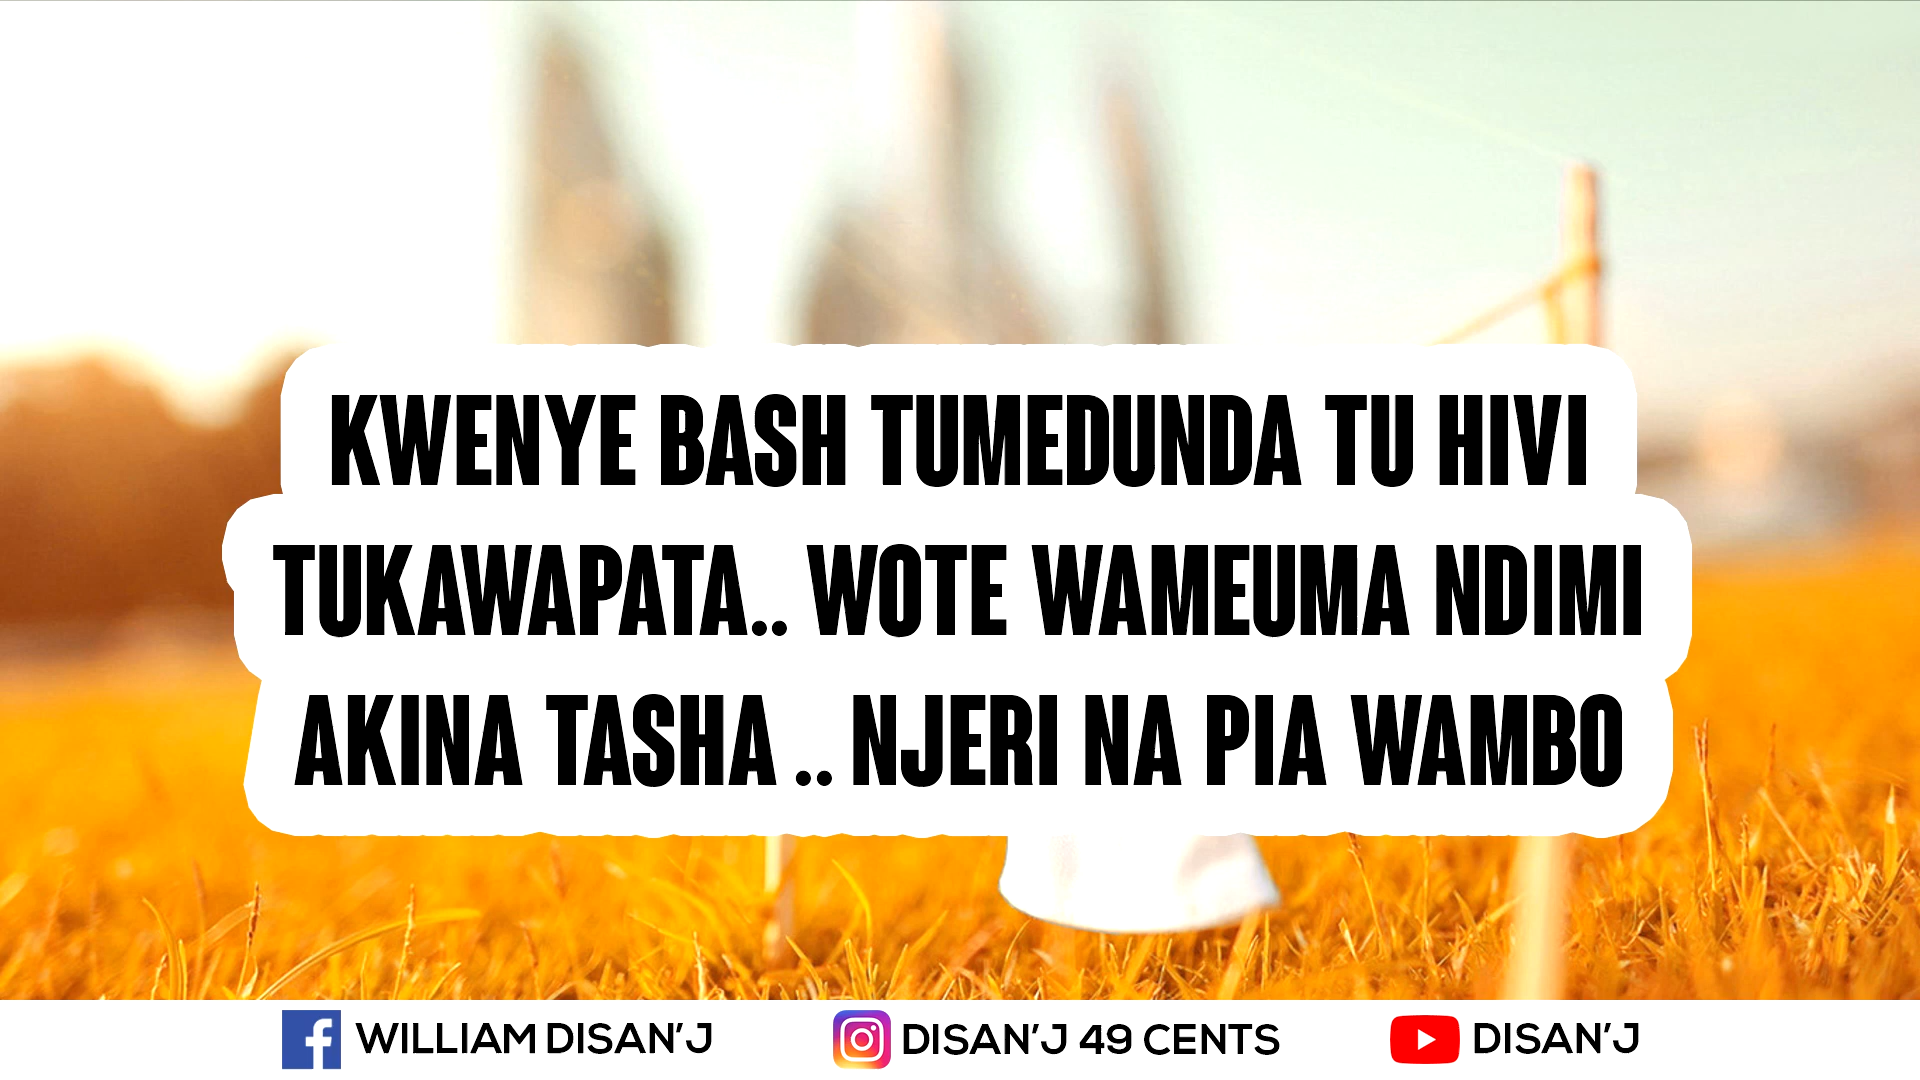 KWENYE BASH TUMEDUNDA TU HIVI
TUKAWAPATA.. WOTE WAMEUMA NDIMI
AKINA TASHA .. NJERI NA PIA WAMBO
WILLIAM DISAN'J
DISAN'J 49 CENTS
DISAN'J